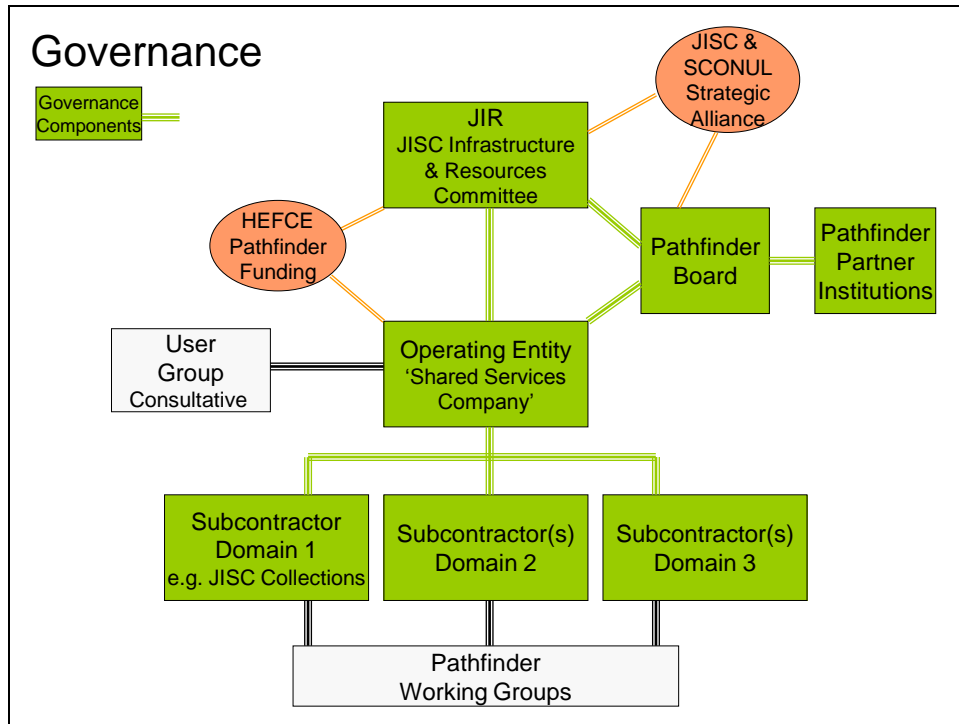 Governance
Governance
Components
JISC &
SCONUL
Strategic
Alliance
JIR
JISC Infrastructure
& Resources
Committee
HEFCE
Pathfinder
Funding
Pathfinder
Board
Pathfinder
Partner
Institutions
User
Group
Consultative
Operating Entity
‘Shared Services
Company’
Subcontractor
Domain 1
e.g. JISC Collections
Subcontractor(s)
Domain 2
Subcontractor(s)
Domain 3
Pathfinder
Working Groups